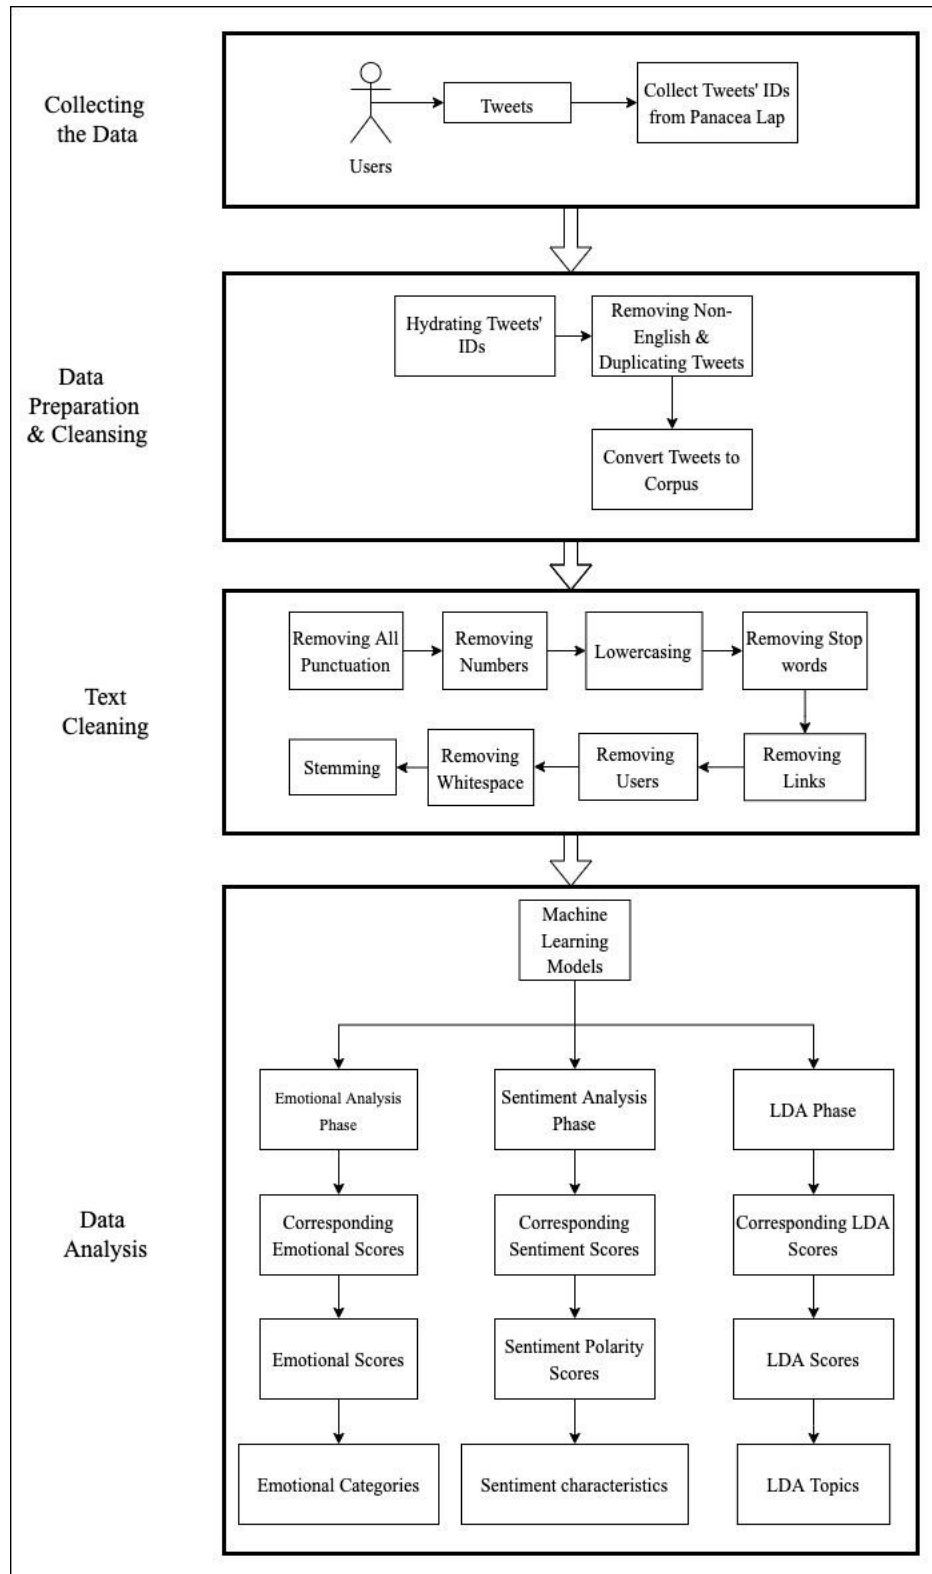 Collecting
the Data
Users
Tweets
Collect Tweets' IDs
from Panacea Lap
Data
Preparation
& Cleansing
Hydrating Tweets'
IDs
Removing Non-
English &
Duplicating Tweets
Convert Tweets to
Corpus
Text
Cleaning
Removing All
Punctuation
Removing
Numbers
Lowercasing
Removing Stop
words
Removing
Links
Removing
Users
Removing
Whitespace
Stemming
Data
Analysis
Machine
Learning
Models
Emotional Analysis
Phase
Sentiment Analysis
Phase
LDA Phase
Corresponding
Emotional Scores
Corresponding
Sentiment Scores
Corresponding LDA
Scores
Emotional Scores
Sentiment Polarity
Scores
LDA Scores
Emotional Categories
Sentiment characteristics
LDA Topics